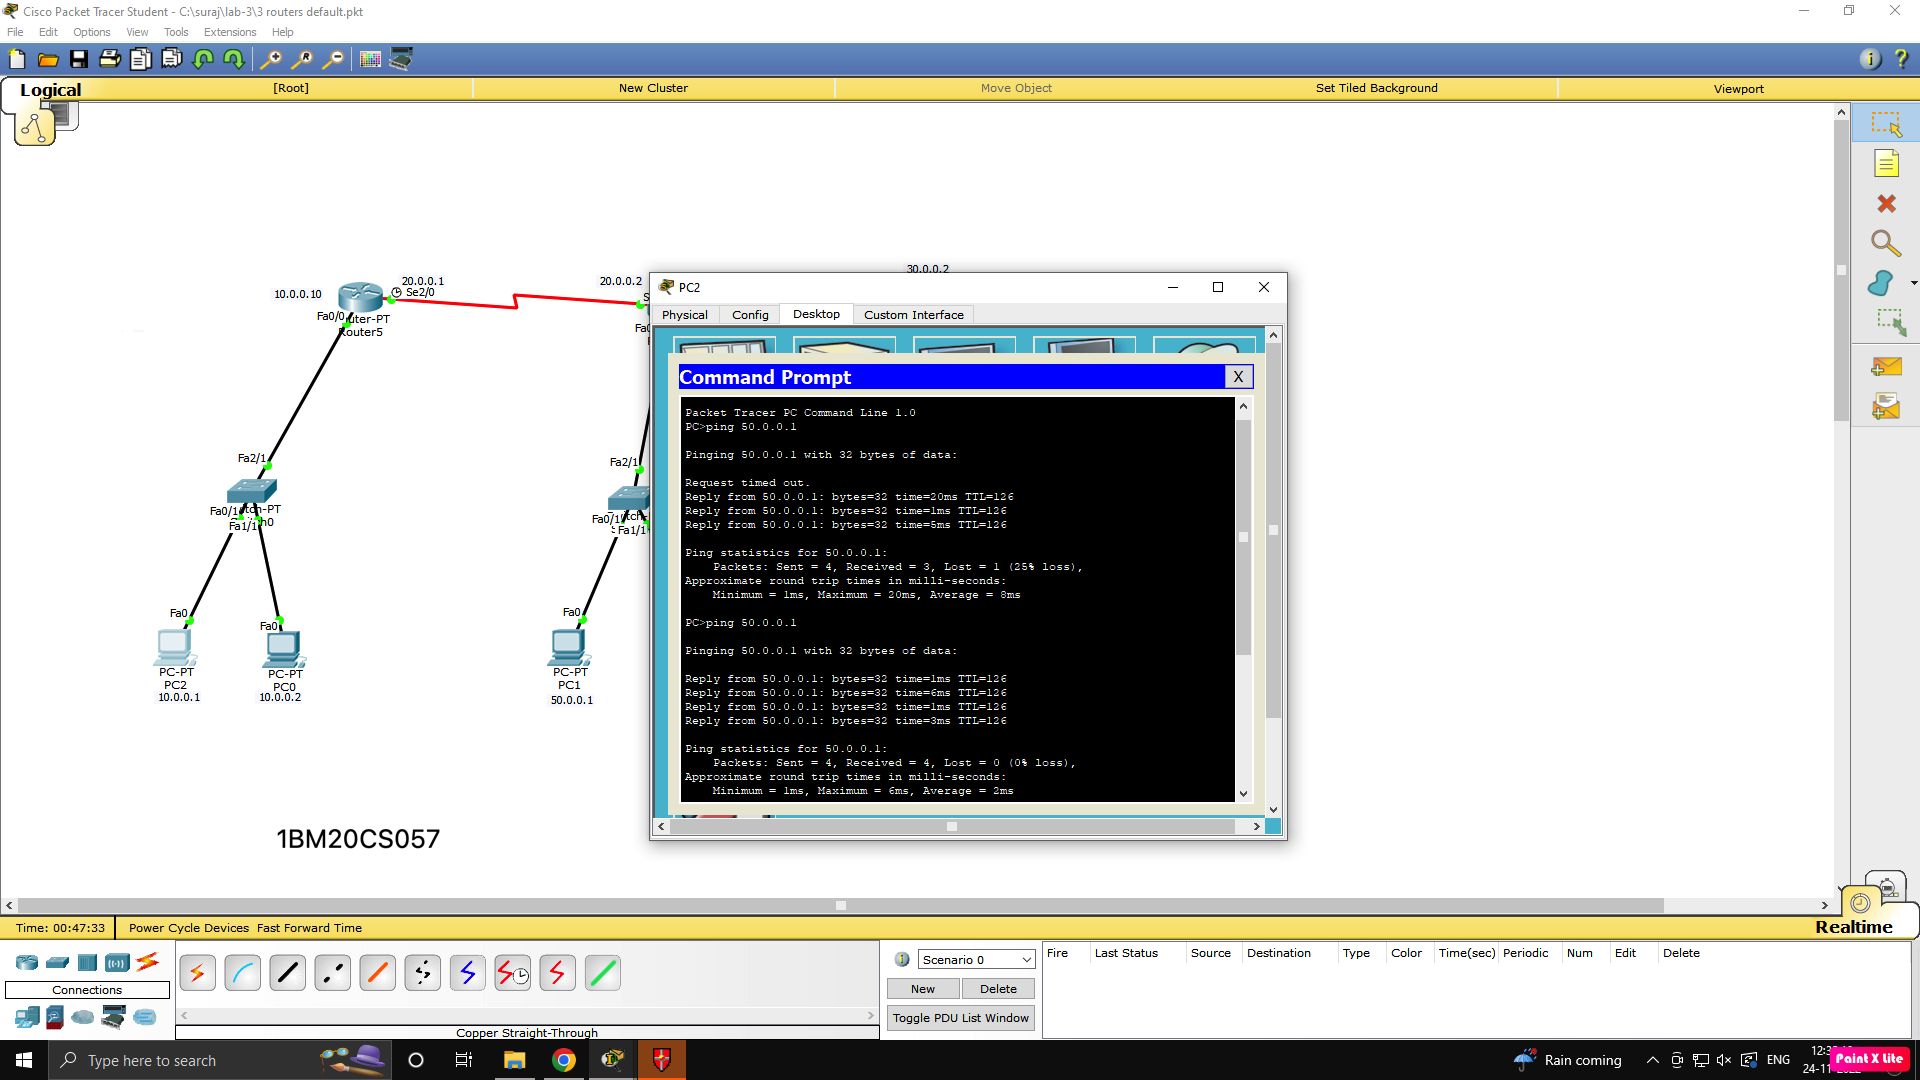 Cisco Packet Tracer Student - C:\suraj\lab-3\3 routers default.pkt
File Edit Options View Tools Extensions Help
Logical [Root] New Cluster Move Object Set Tiled Background Viewport
30.0.0.2
20.0.0.1
20.0.0.2
10.0.0.10
Se2/0
Fa0/0
uter-PT
Router5
Fa2/1
Fa0/1
tch-PT
h0
Fa1/1
Fa0
Fa0
PC-PT
PC2
10.0.0.1
PC-PT
PC0
10.0.0.2
Fa2/1
Fa0/1
Fa1/1
Fa0
PC-PT
PC1
50.0.0.1
1BM20CS057
PC2
Physical Config Desktop Custom Interface
Command Prompt X
Packet Tracer PC Command Line 1.0
PC>ping 50.0.0.1
Pinging 50.0.0.1 with 32 bytes of data:
Request timed out.
Reply from 50.0.0.1: bytes=32 time=20ms TTL=126
Reply from 50.0.0.1: bytes=32 time=1ms TTL=126
Reply from 50.0.0.1: bytes=32 time=5ms TTL=126
Ping statistics for 50.0.0.1:
Packets: Sent = 4, Received = 3, Lost = 1 (25% loss),
Approximate round trip times in milli-seconds:
Minimum = 1ms, Maximum = 20ms, Average = 8ms
PC>ping 50.0.0.1
Pinging 50.0.0.1 with 32 bytes of data:
Reply from 50.0.0.1: bytes=32 time=1ms TTL=126
Reply from 50.0.0.1: bytes=32 time=6ms TTL=126
Reply from 50.0.0.1: bytes=32 time=1ms TTL=126
Reply from 50.0.0.1: bytes=32 time=3ms TTL=126
Ping statistics for 50.0.0.1:
Packets: Sent = 4, Received = 4, Lost = 0 (0% loss),
Approximate round trip times in milli-seconds:
Minimum = 1ms, Maximum = 6ms, Average = 2ms
Time: 00:47:33 Power Cycle Devices Fast Forward Time Realtime
Connections
Copper Straight-Through
Scenario 0
New Delete
Toggle PDU List Window
Fire Last Status Source Destination Type Color Time(sec) Periodic Num Edit Delete
Type here to search
Rain coming
ENG
Paint X lite